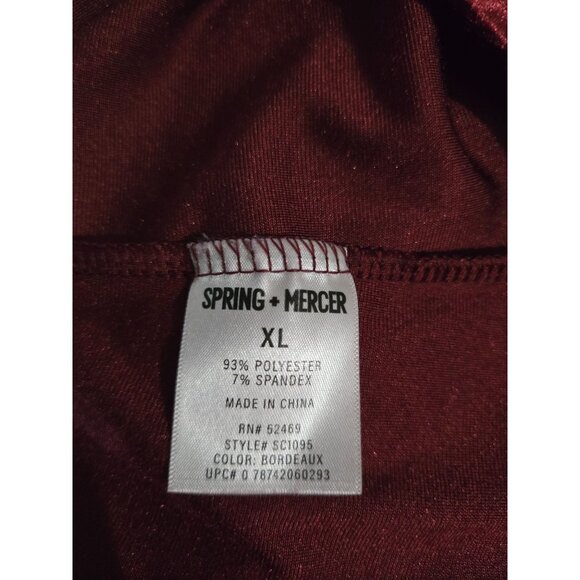 SPRING + MERCER
XL
93% POLYESTER
7% SPANDEX
MADE IN CHINA
RN# 52469
STYLE# SC1095
COLOR: BORDEAUX
UPC# 0 78742060293